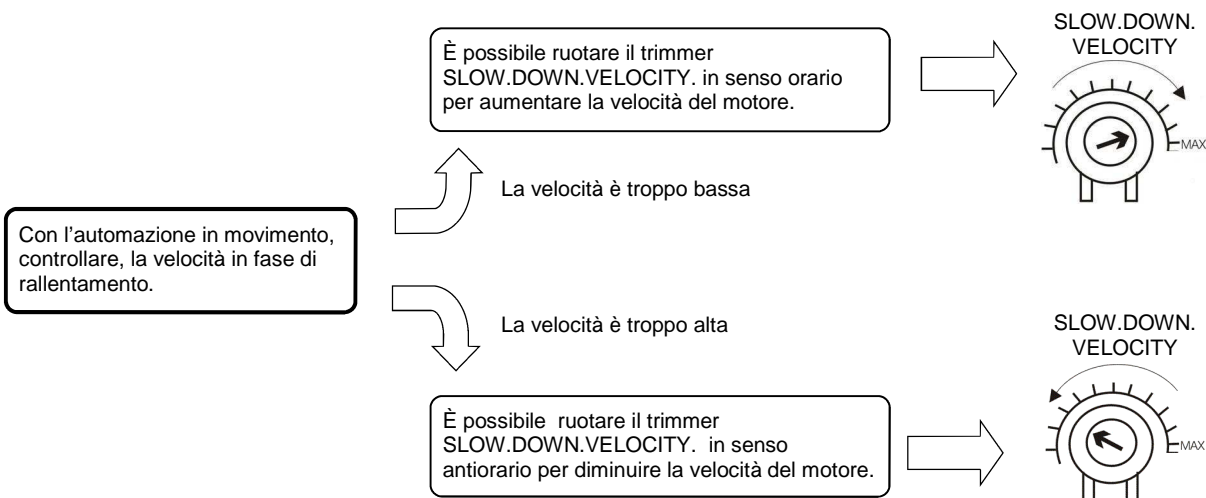 È possibile ruotare il trimmer
SLOW.DOWN.VELOCITY. in senso orario
per aumentare la velocità del motore.
SLOW.DOWN.
VELOCITY
MAX
La velocità è troppo bassa
Con l’automazione in movimento,
controllare, la velocità in fase di
rallentamento.
La velocità è troppo alta
È possibile  ruotare il trimmer
SLOW.DOWN.VELOCITY.  in senso
antiorario per diminuire la velocità del motore.
SLOW.DOWN.
VELOCITY
MAX